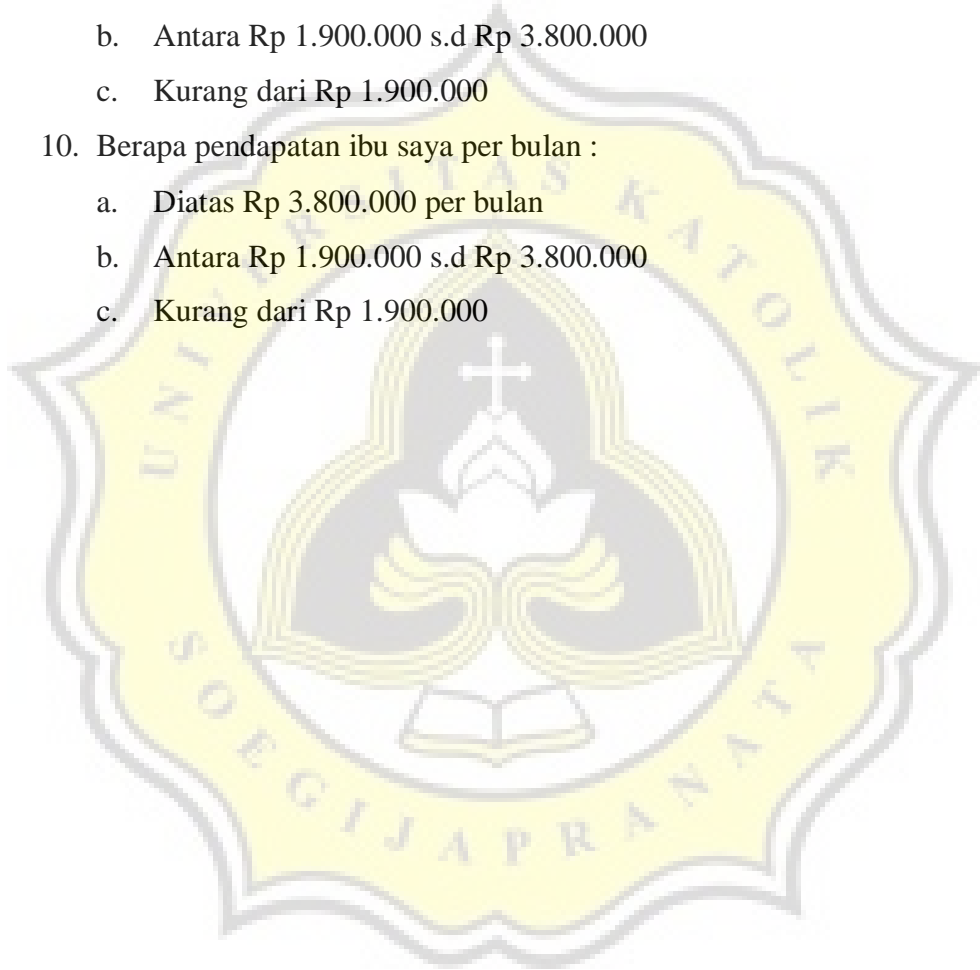 b. Antara Rp 1.900.000 s.d Rp 3.800.000
c. Kurang dari Rp 1.900.000
10. Berapa pendapatan ibu saya per bulan :
a. Diatas Rp 3.800.000 per bulan
b. Antara Rp 1.900.000 s.d Rp 3.800.000
c. Kurang dari Rp 1.900.000
UNIVERSITAS KATOLIK
SOEGIJAPRANATA